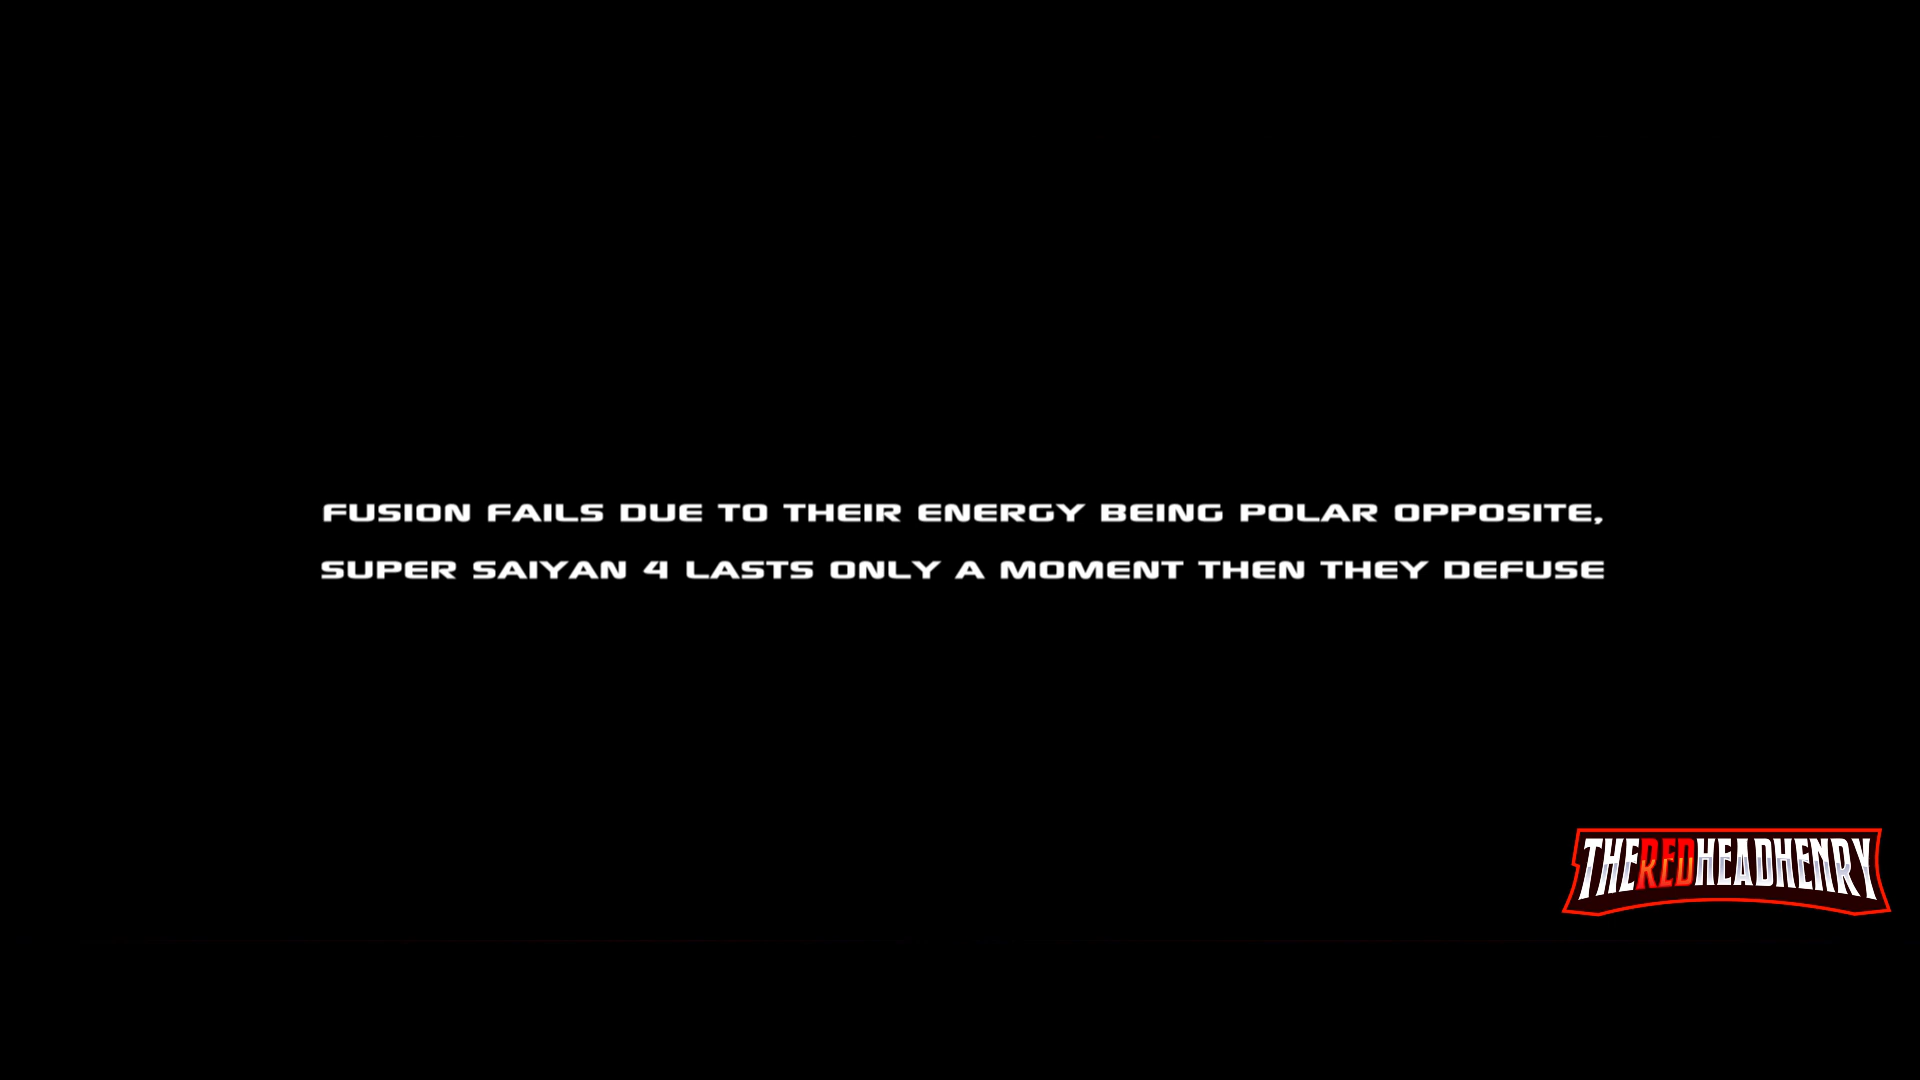 FUSION FAILS DUE TO THEIR ENERGY BEING POLAR OPPOSITE,
SUPER SAIYAN 4 LASTS ONLY A MOMENT THEN THEY DEFUSE
THEREDHEADHENRY